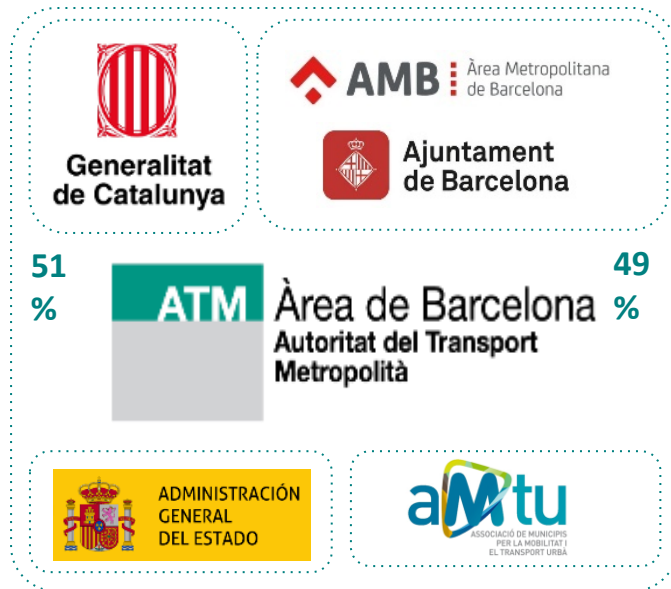 Generalitat
de Catalunya
AMB Àrea Metropolitana
de Barcelona
Ajuntament
de Barcelona
51
%
49
%
ATM Àrea de Barcelona
Autoritat del Transport
Metropolità
ADMINISTRACIÓN
GENERAL
DEL ESTADO
aMtu
ASSOCIACIÓ DE MUNICIPIS
PER LA MOBILITAT I
EL TRANSPORT URBÀ